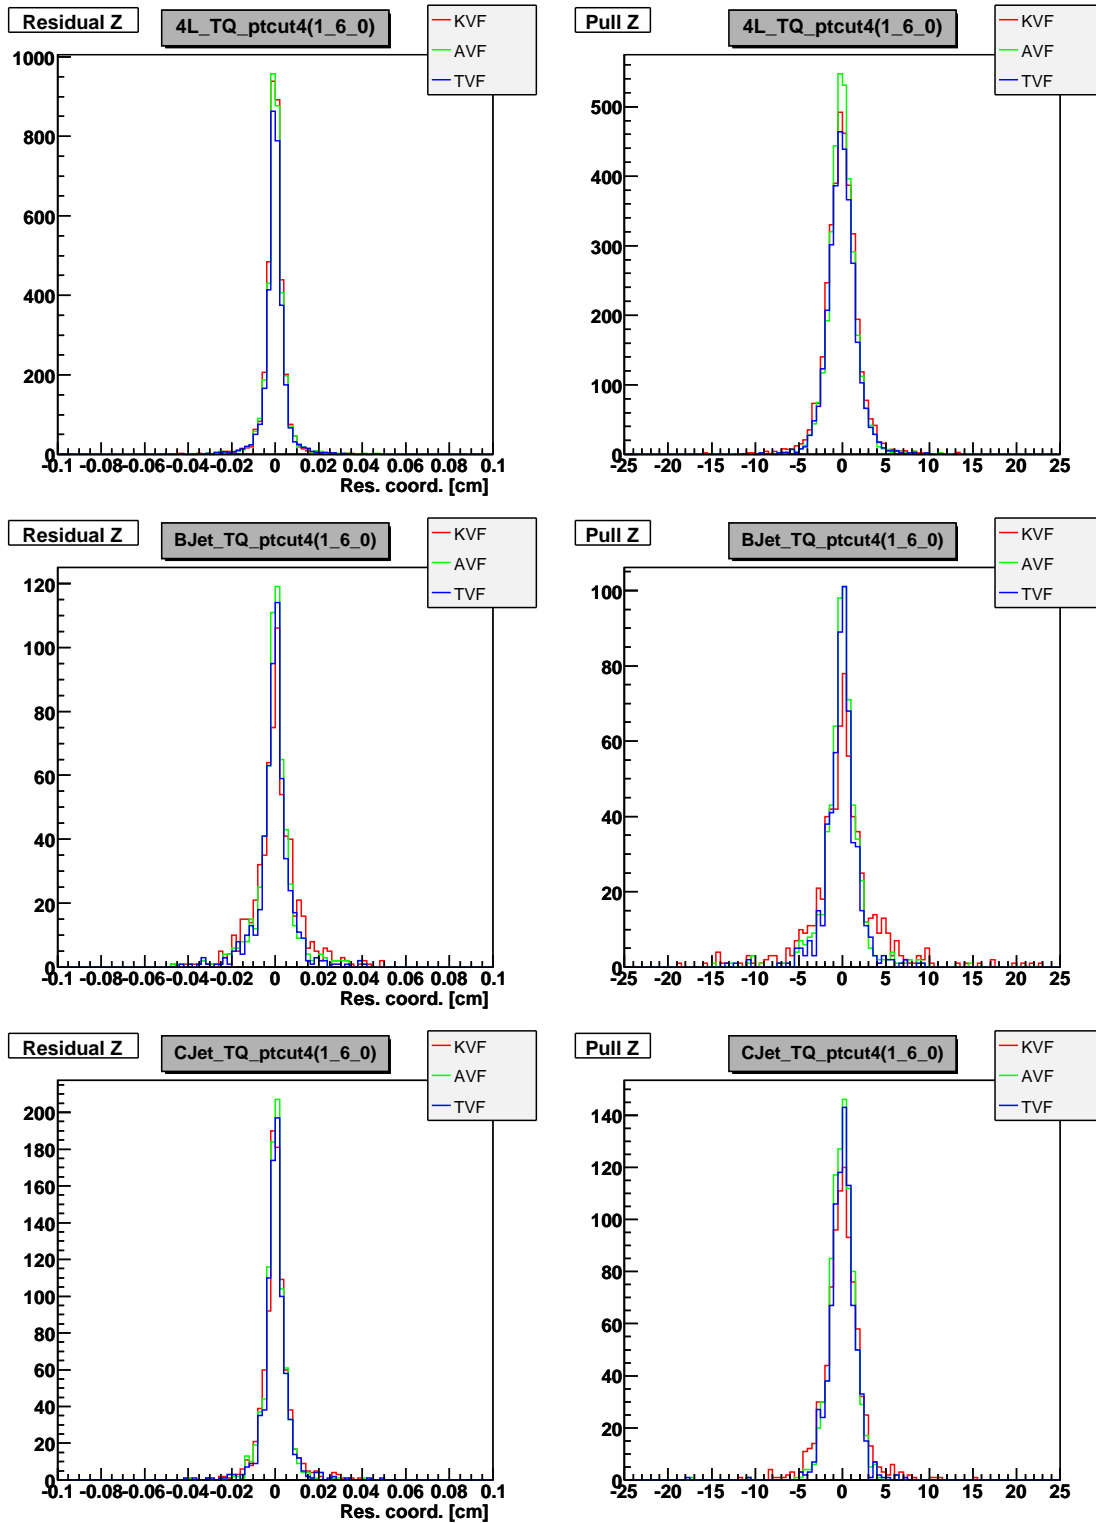 Residual Z
4L_TQ_ptcut4(1_6_0)
KVF
AVF
TVF
1000
800
600
400
200
0
-0.1 -0.08 -0.06 -0.04 -0.02 0 0.02 0.04 0.06 0.08 0.1
Res. coord. [cm]
Pull Z
4L_TQ_ptcut4(1_6_0)
KVF
AVF
TVF
500
400
300
200
100
0
-25 -20 -15 -10 -5 0 5 10 15 20 25
Residual Z
BJet_TQ_ptcut4(1_6_0)
KVF
AVF
TVF
120
100
80
60
40
20
0
-0.1 -0.08 -0.06 -0.04 -0.02 0 0.02 0.04 0.06 0.08 0.1
Res. coord. [cm]
Pull Z
BJet_TQ_ptcut4(1_6_0)
KVF
AVF
TVF
100
80
60
40
20
0
-25 -20 -15 -10 -5 0 5 10 15 20 25
Residual Z
CJet_TQ_ptcut4(1_6_0)
KVF
AVF
TVF
200
180
160
140
120
100
80
60
40
20
0
-0.1 -0.08 -0.06 -0.04 -0.02 0 0.02 0.04 0.06 0.08 0.1
Res. coord. [cm]
Pull Z
CJet_TQ_ptcut4(1_6_0)
KVF
AVF
TVF
140
120
100
80
60
40
20
0
-25 -20 -15 -10 -5 0 5 10 15 20 25